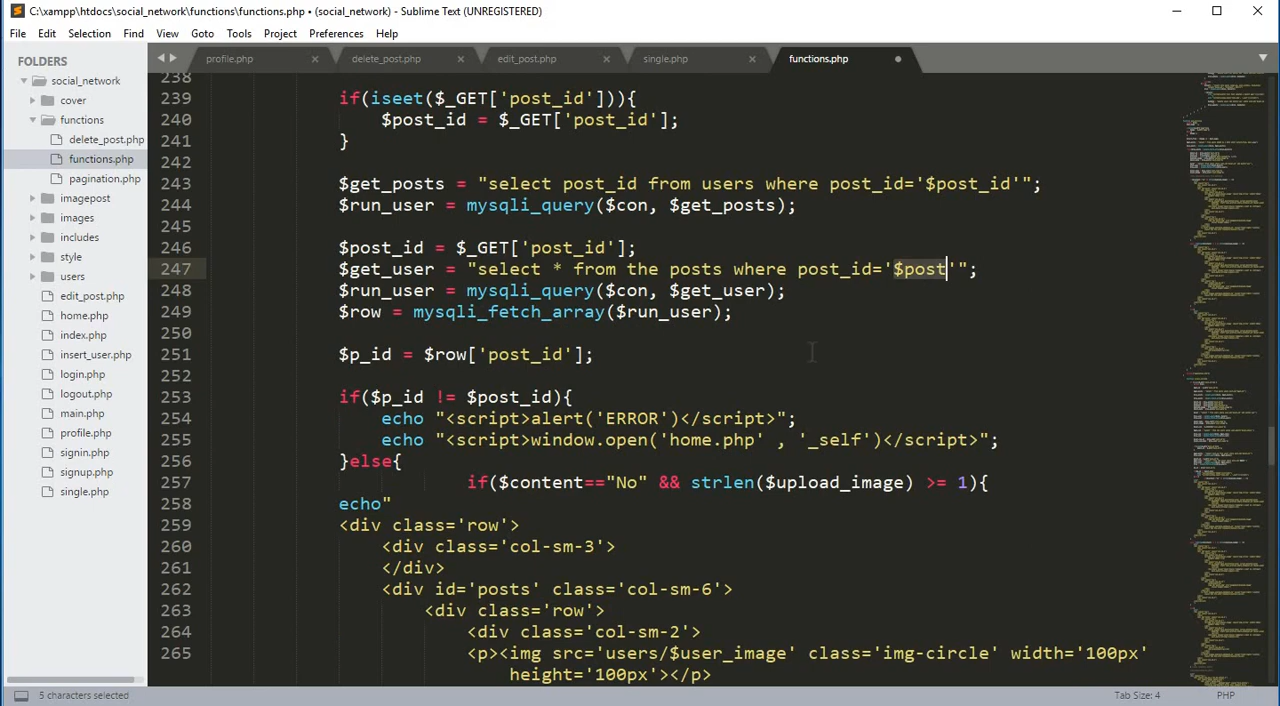 C:\xampp\htdocs\social_network\functions\functions.php • (social_network) - Sublime Text (UNREGISTERED)
File Edit Selection Find View Goto Tools Project Preferences Help
FOLDERS
social_network
cover
functions
delete_post.php
functions.php
pagination.php
imagepost
images
includes
style
users
edit_post.php
home.php
index.php
insert_user.php
login.php
logout.php
main.php
profile.php
signin.php
signup.php
single.php
profile.php × delete_post.php × edit_post.php × single.php × functions.php •
238
239 if(iseet($_GET['post_id'])){
240 $post_id = $_GET['post_id'];
241 }
242
243 $get_posts = "select post_id from users where post_id='$post_id'";
244 $run_user = mysqli_query($con, $get_posts);
245
246 $post_id = $_GET['post_id'];
247 $get_user = "select * from the posts where post_id='$post'";
248 $run_user = mysqli_query($con, $get_user);
249 $row = mysqli_fetch_array($run_user);
250
251 $p_id = $row['post_id'];
252
253 if($p_id != $post_id){
254 echo "<script>alert('ERROR')</script>";
255 echo "<script>window.open('home.php' , '_self')</script>";
256 }else{
257 if($content=="No" && strlen($upload_image) >= 1){
258 echo"
259 <div class='row'>
260 <div class='col-sm-3'>
261 </div>
262 <div id='posts' class='col-sm-6'>
263 <div class='row'>
264 <div class='col-sm-2'>
265 <p><img src='users/$user_image' class='img-circle' width='100px'
height='100px'></p>
5 characters selected
Tab Size: 4 PHP